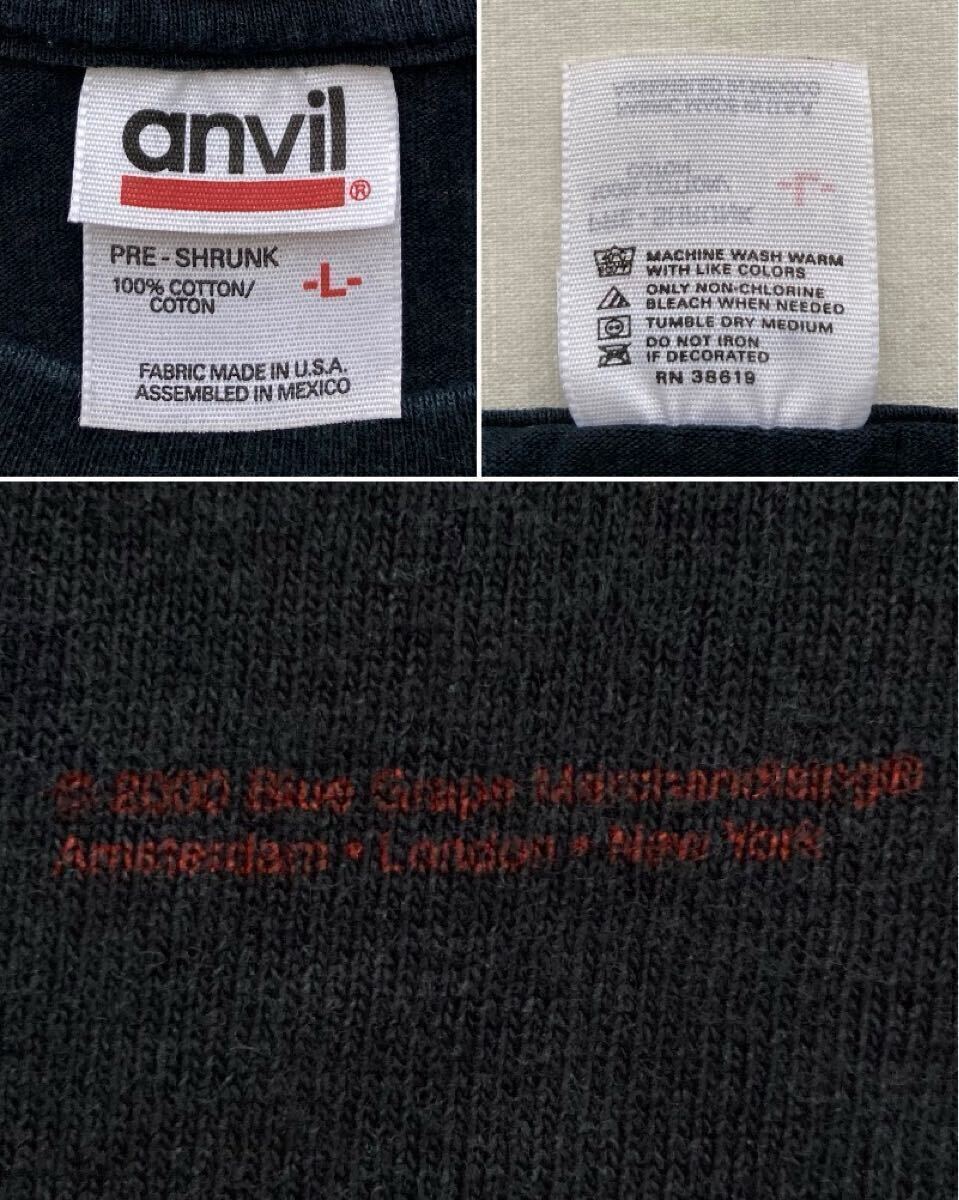 anvil®
PRE-SHRUNK
100% COTTON/
COTON
-L-
FABRIC MADE IN U.S.A.
ASSEMBLED IN MEXICO
MACHINE WASH WARM
WITH LIKE COLORS
ONLY NON-CHLORINE
BLEACH WHEN NEEDED
TUMBLE DRY MEDIUM
DO NOT IRON
IF DECORATED
RN 38619
© 2000 Blue Grape Merchandising®
Amsterdam • London • New York